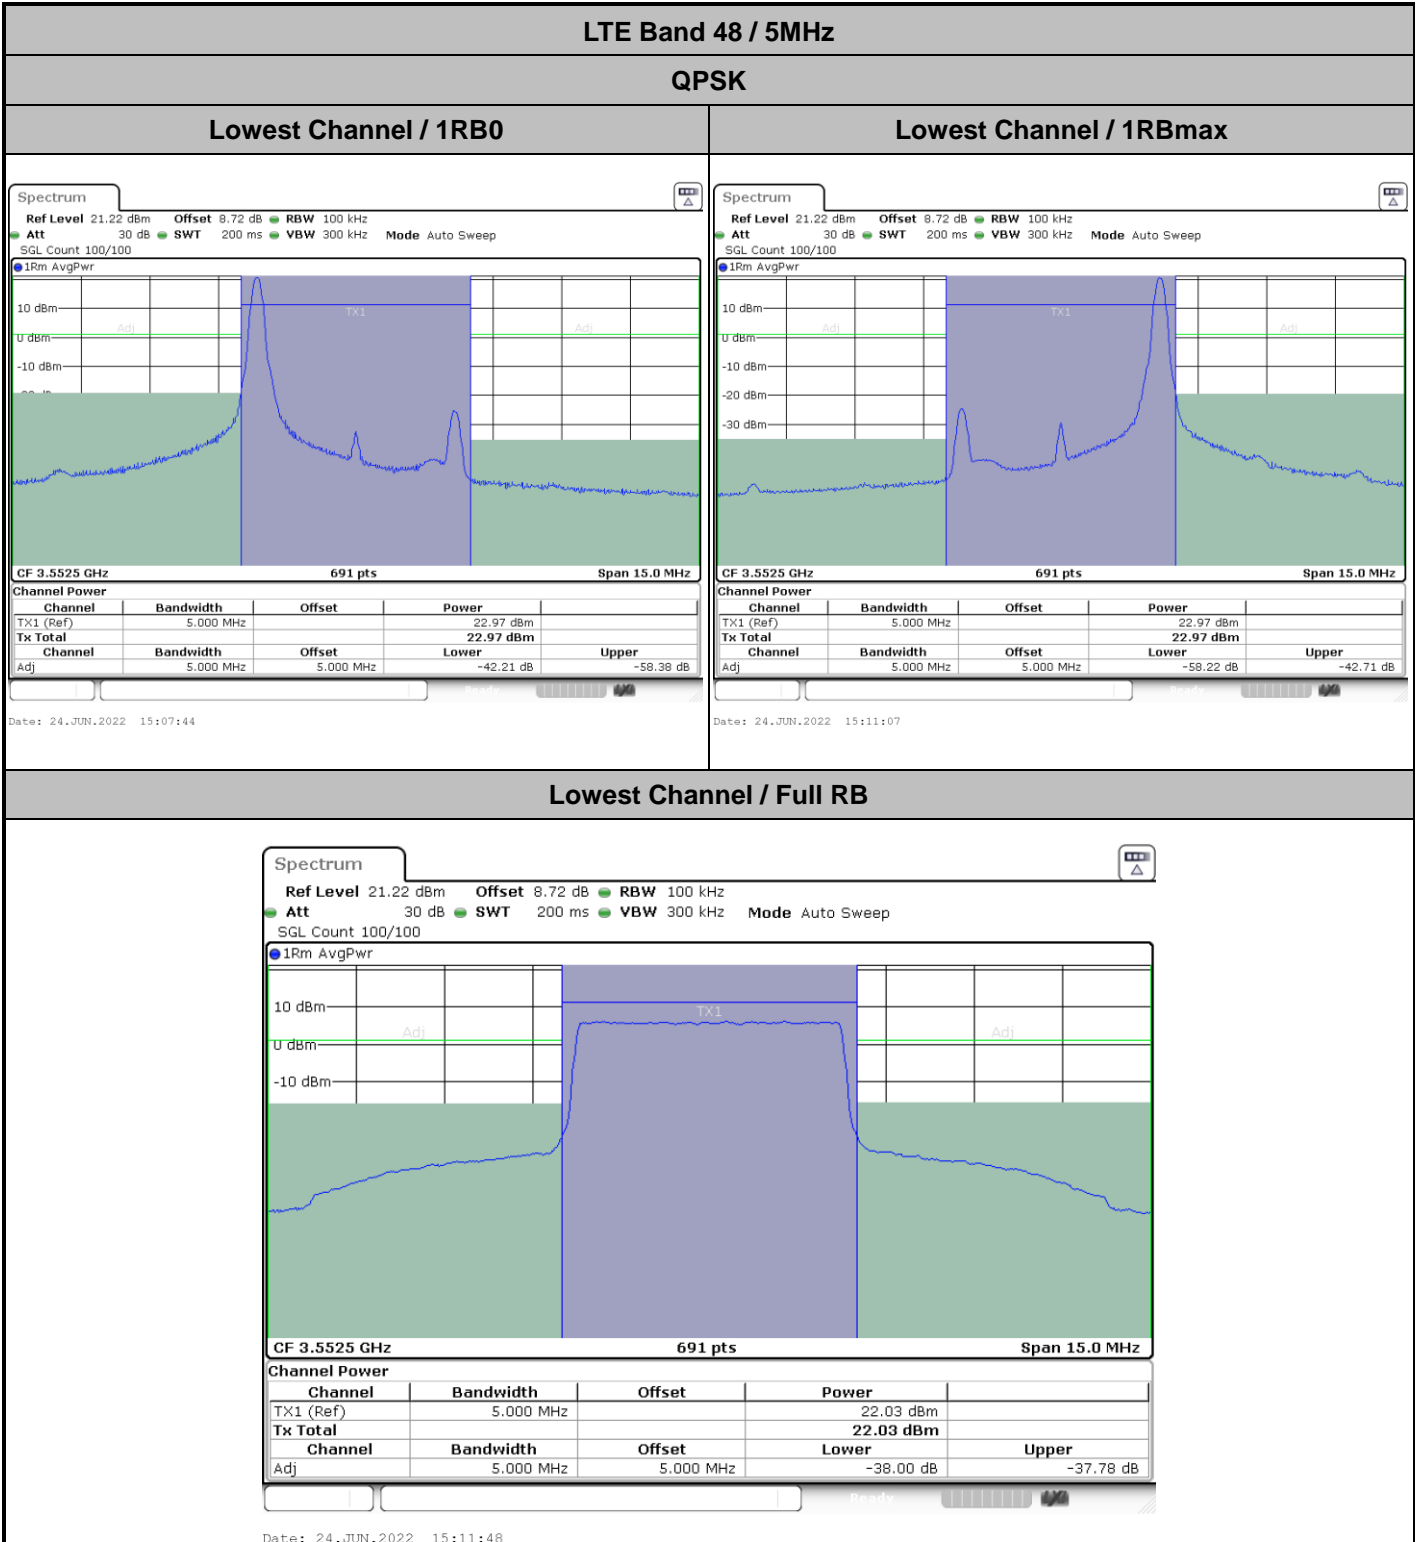 LTE Band 48 / 5MHz
QPSK
Lowest Channel / 1RB0
Lowest Channel / 1RBmax
Spectrum
Ref Level 21.22 dBm Offset 8.72 dB RBW 100 kHz
Att 30 dB SWT 200 ms VBW 300 kHz Mode Auto Sweep
SGL Count 100/100
1Rm AvgPwr
10 dBm
TX1
Adj
Adj
0 dBm
-10 dBm
CF 3.5525 GHz 691 pts Span 15.0 MHz
Channel Power
Channel Bandwidth Offset Power
TX1 (Ref) 5.000 MHz 22.97 dBm
Tx Total 22.97 dBm
Channel Bandwidth Offset Lower Upper
Adj 5.000 MHz 5.000 MHz -42.21 dB -58.38 dB
Ready
Date: 24.JUN.2022 15:07:44
Spectrum
Ref Level 21.22 dBm Offset 8.72 dB RBW 100 kHz
Att 30 dB SWT 200 ms VBW 300 kHz Mode Auto Sweep
SGL Count 100/100
1Rm AvgPwr
10 dBm
TX1
Adj
Adj
0 dBm
-10 dBm
-20 dBm
-30 dBm
CF 3.5525 GHz 691 pts Span 15.0 MHz
Channel Power
Channel Bandwidth Offset Power
TX1 (Ref) 5.000 MHz 22.97 dBm
Tx Total 22.97 dBm
Channel Bandwidth Offset Lower Upper
Adj 5.000 MHz 5.000 MHz -58.22 dB -42.71 dB
Ready
Date: 24.JUN.2022 15:11:07
Lowest Channel / Full RB
Spectrum
Ref Level 21.22 dBm Offset 8.72 dB RBW 100 kHz
Att 30 dB SWT 200 ms VBW 300 kHz Mode Auto Sweep
SGL Count 100/100
1Rm AvgPwr
10 dBm
TX1
Adj
Adj
0 dBm
-10 dBm
CF 3.5525 GHz 691 pts Span 15.0 MHz
Channel Power
Channel Bandwidth Offset Power
TX1 (Ref) 5.000 MHz 22.03 dBm
Tx Total 22.03 dBm
Channel Bandwidth Offset Lower Upper
Adj 5.000 MHz 5.000 MHz -38.00 dB -37.78 dB
Ready
Date: 24.JUN.2022 15:11:48